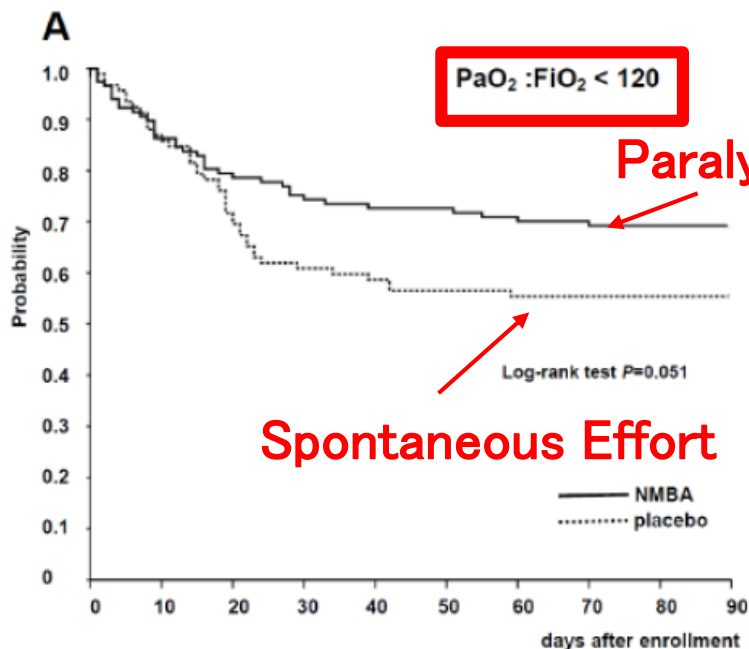 A
PaO₂ :FiO₂ < 120
1.0
0.9
0.8
0.7
0.6
0.5
0.4
0.3
0.2
0.1
0
Probability
Paraly
Log-rank test P=0.051
Spontaneous Effort
NMBA
placebo
0 10 20 30 40 50 60 70 80 90
days after enrollment